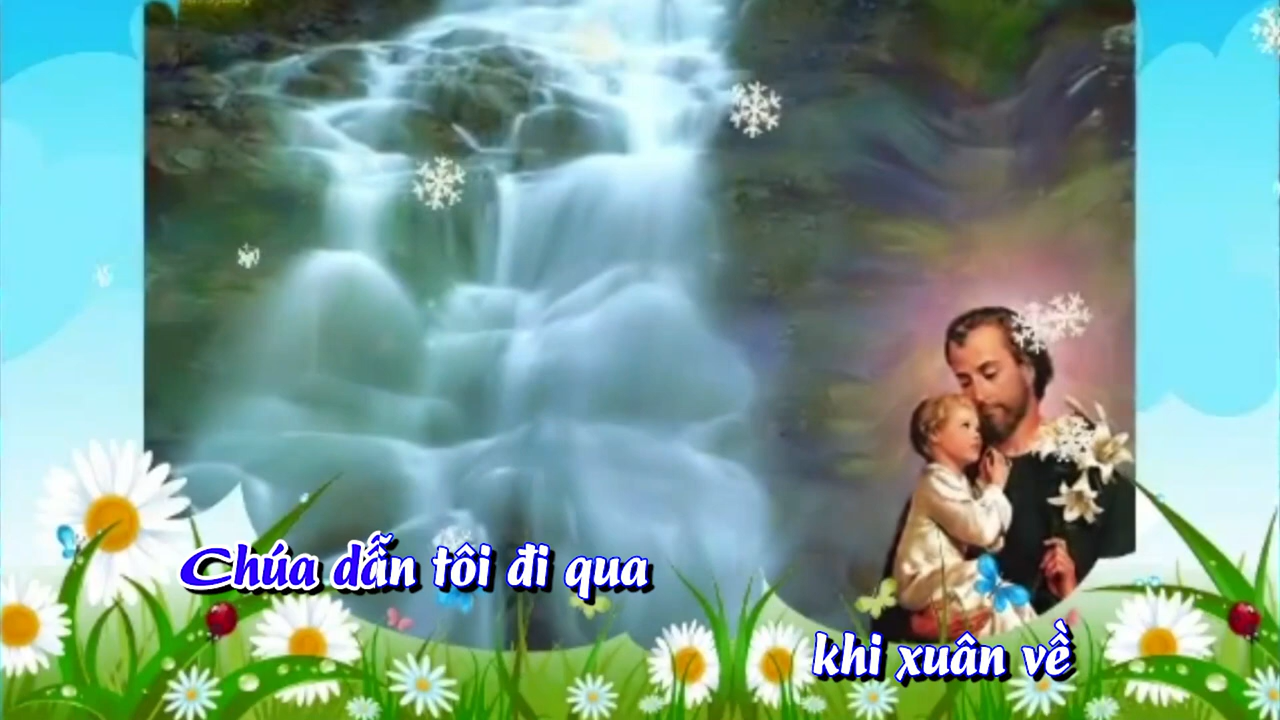 Chúa dẫn tôi đi qua
khi xuân về